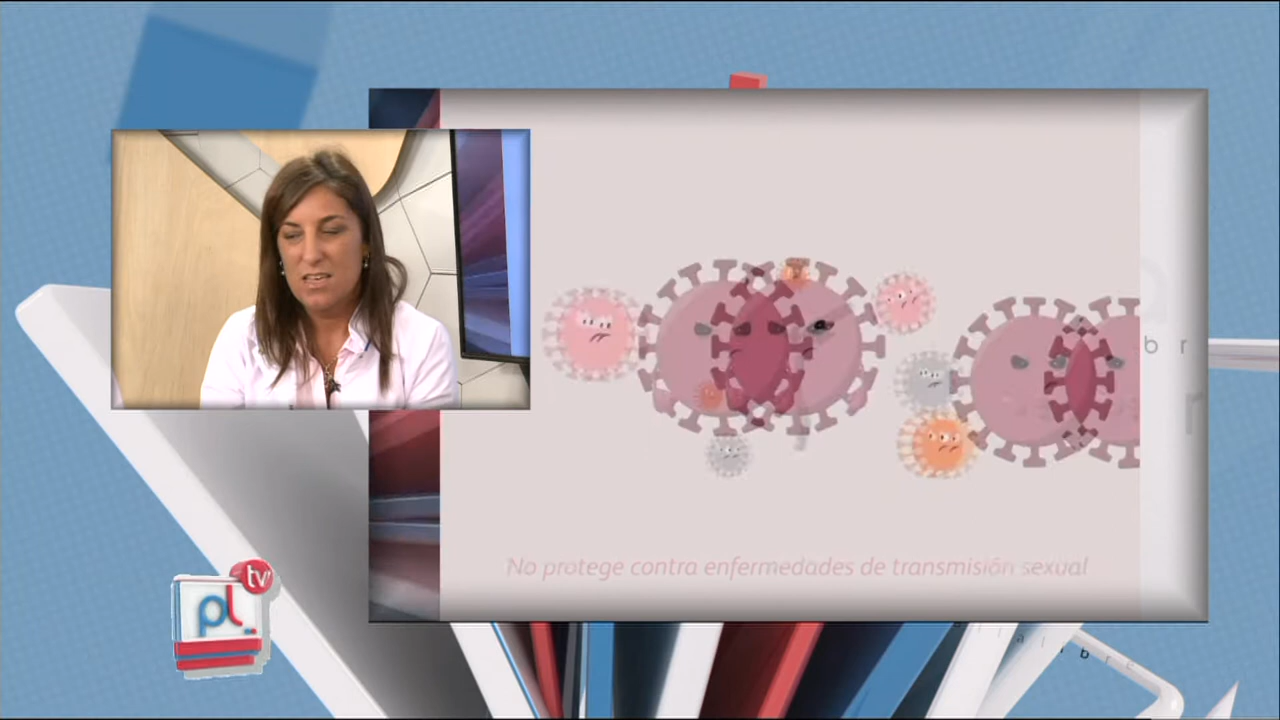 b r
No protege contra enfermedades de transmisión sexual
tv
pl.
a l i b r e